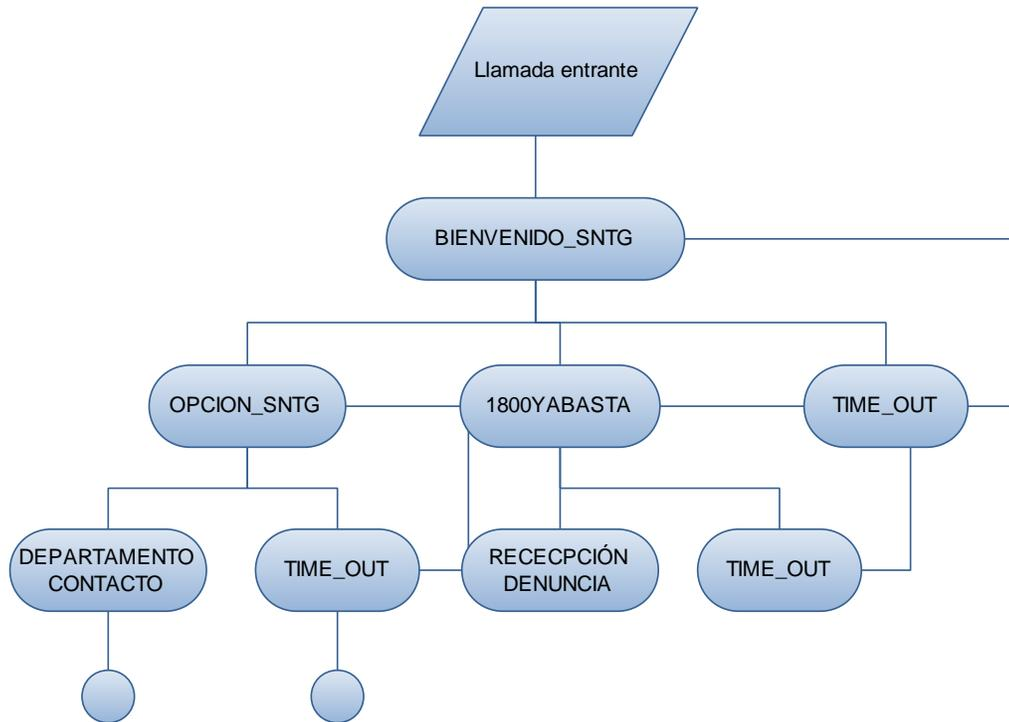 Llamada entrante
BIENVENIDO_SNTG
OPCION_SNTG
1800YABASTA
TIME_OUT
DEPARTAMENTO
CONTACTO
TIME_OUT
RECECPCIÓN
DENUNCIA
TIME_OUT